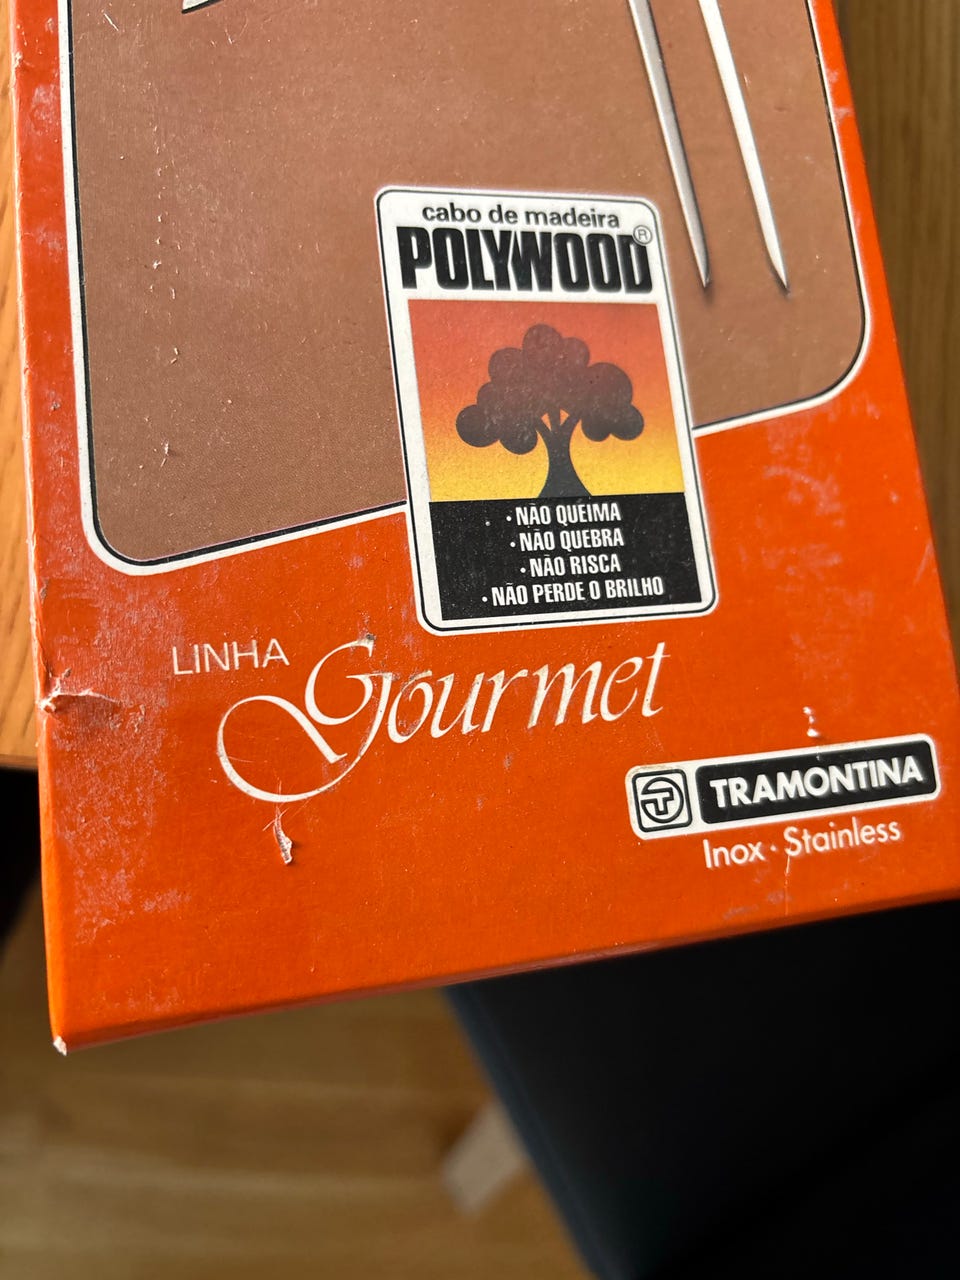 cabo de madeira
POLYWOOD®
· NÃO QUEIMA
· NÃO QUEBRA
· NÃO RISCA
· NÃO PERDE O BRILHO
LINHA Gourmet
TRAMONTINA
Inox · Stainless